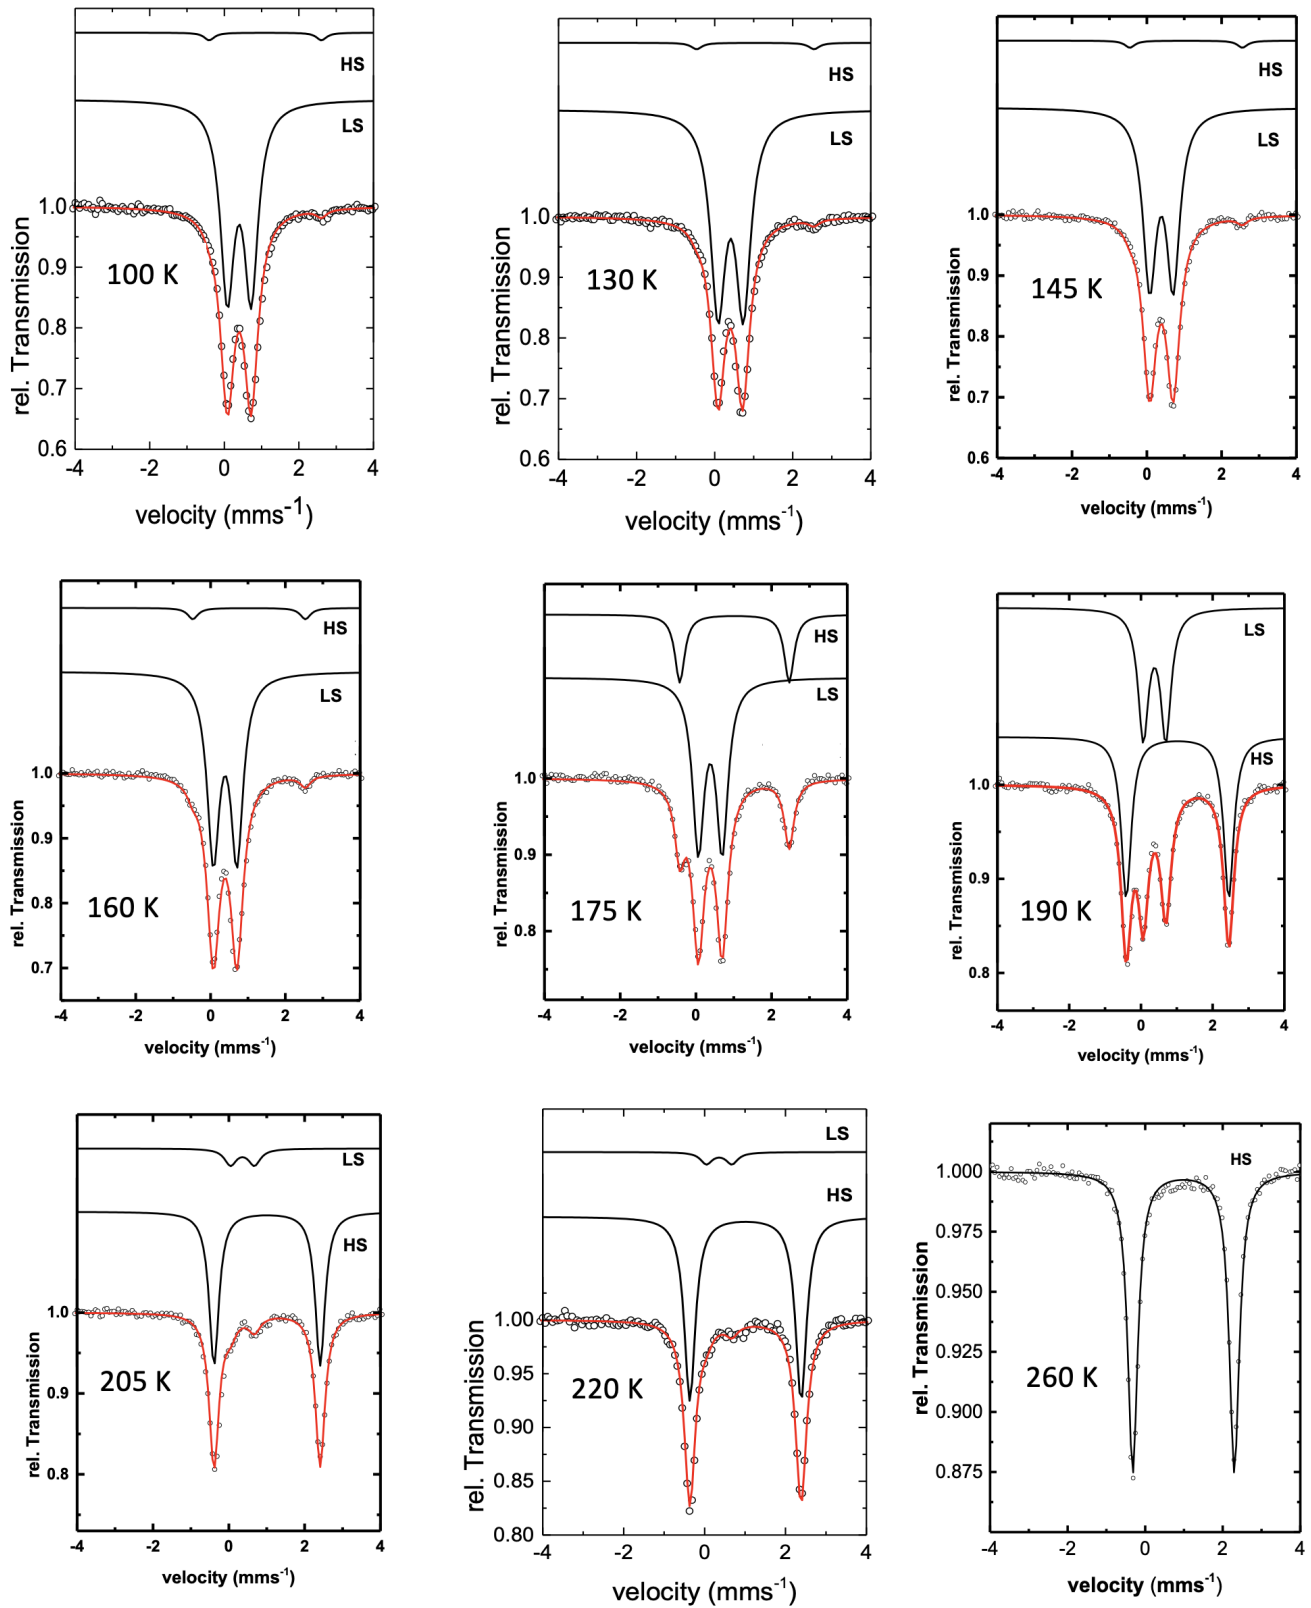 HS
LS
rel. Transmission
1.0
0.9
0.8
0.7
0.6
100 K
-4 -2 0 2 4
velocity (mms-1)
HS
LS
rel. Transmission
1.0
0.9
0.8
0.7
0.6
130 K
-4 -2 0 2 4
velocity (mms-1)
HS
LS
rel. Transmission
1.0
0.9
0.8
0.7
0.6
145 K
-4 -2 0 2 4
velocity (mms-1)
HS
LS
rel. Transmission
1.0
0.9
0.8
0.7
160 K
-4 -2 0 2 4
velocity (mms-1)
HS
LS
rel. Transmission
1.0
0.9
0.8
175 K
-4 -2 0 2 4
velocity (mms-1)
LS
HS
rel. Transmission
1.0
0.9
0.8
190 K
-4 -2 0 2 4
velocity (mms-1)
LS
HS
rel. Transmission
1.0
0.9
0.8
205 K
-4 -2 0 2 4
velocity (mms-1)
LS
HS
rel. Transmission
1.00
0.95
0.90
0.85
0.80
220 K
-4 -2 0 2 4
velocity (mms-1)
HS
rel. Transmission
1.000
0.975
0.950
0.925
0.900
0.875
260 K
-4 -2 0 2 4
velocity (mms-1)